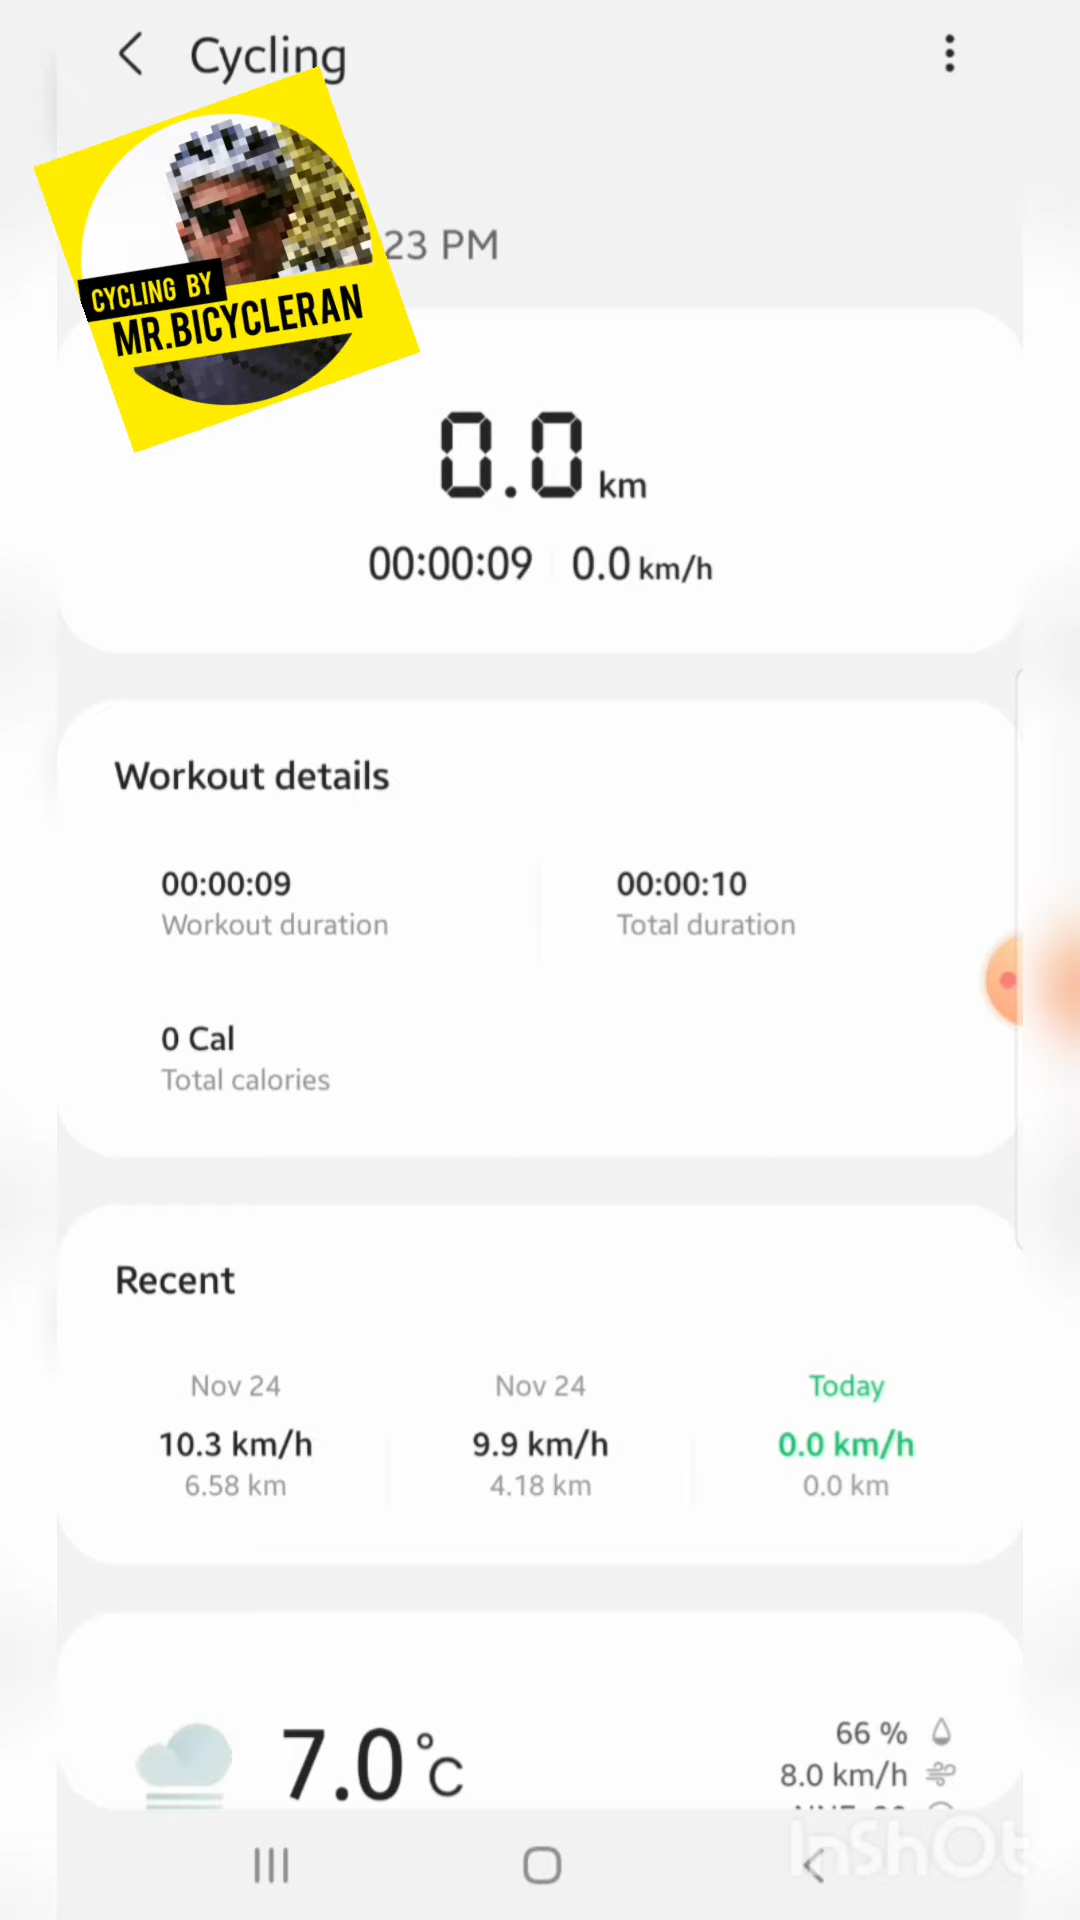 Cycling
23 PM
CYCLING BY
MR.BICYCLERAN
0.0 km
00:00:09 0.0 km/h
Workout details
00:00:09 00:00:10
Workout duration Total duration
0 Cal
Total calories
Recent
Nov 24 Nov 24 Today
10.3 km/h 9.9 km/h 0.0 km/h
6.58 km 4.18 km 0.0 km
7.0 °C
66 %
8.0 km/h
InShOt